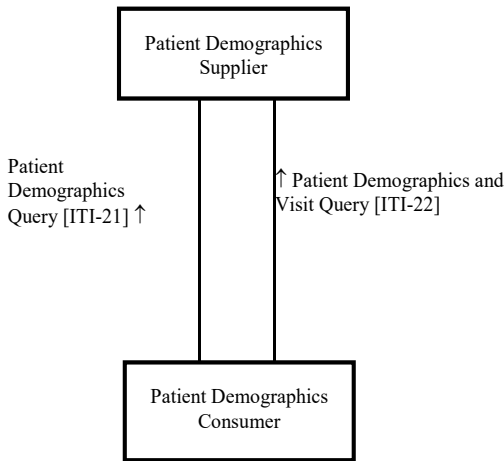 Patient Demographics
Supplier
Patient
Demographics
Query [ITI-21] ↑
↑ Patient Demographics and
Visit Query [ITI-22]
Patient Demographics
Consumer